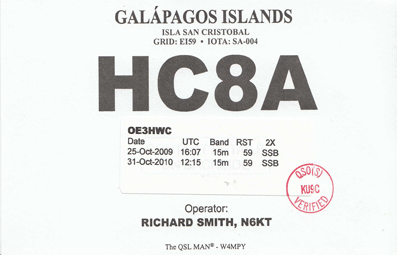 GALÁPAGOS ISLANDS
ISLA SAN CRISTOBAL
GRID: EI59 • IOTA: SA-004
HC8A
OE3HWC
Date UTC Band RST 2X
25-Oct-2009 16:07 15m 59 SSB
31-Oct-2010 12:15 15m 59 SSB
QSO(S)
KU9C
VERIFIED
Operator:
RICHARD SMITH, N6KT
The QSL MAN® - W4MPY